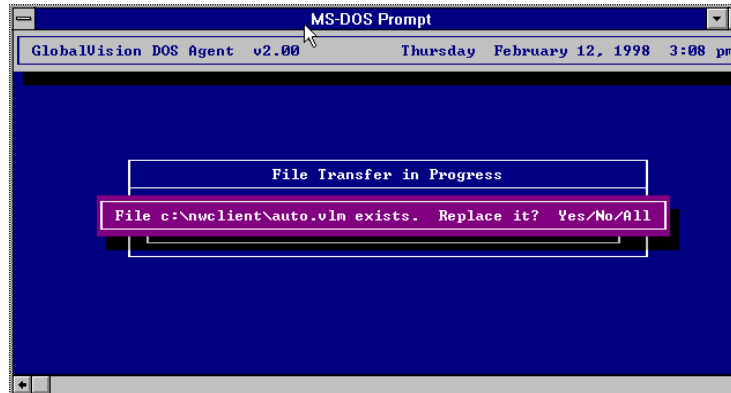 MS-DOS Prompt
GlobalVision DOS Agent v2.00 Thursday February 12, 1998 3:08 pm
File Transfer in Progress
File c:\nwclient\auto.vlm exists. Replace it? Yes/No/All